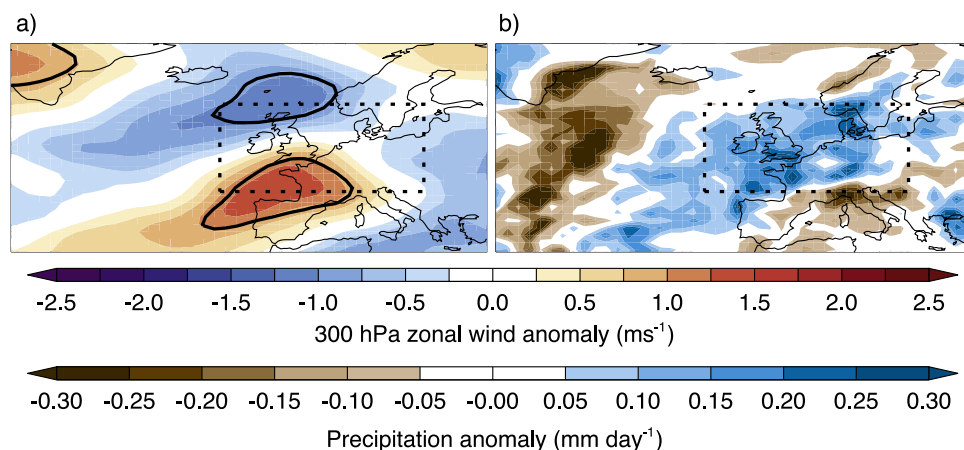 a) b)
-2.5 -2.0 -1.5 -1.0 -0.5 0.0 0.5 1.0 1.5 2.0 2.5
300 hPa zonal wind anomaly (ms⁻¹)
-0.30 -0.25 -0.20 -0.15 -0.10 -0.05 -0.00 0.05 0.10 0.15 0.20 0.25 0.30
Precipitation anomaly (mm day⁻¹)